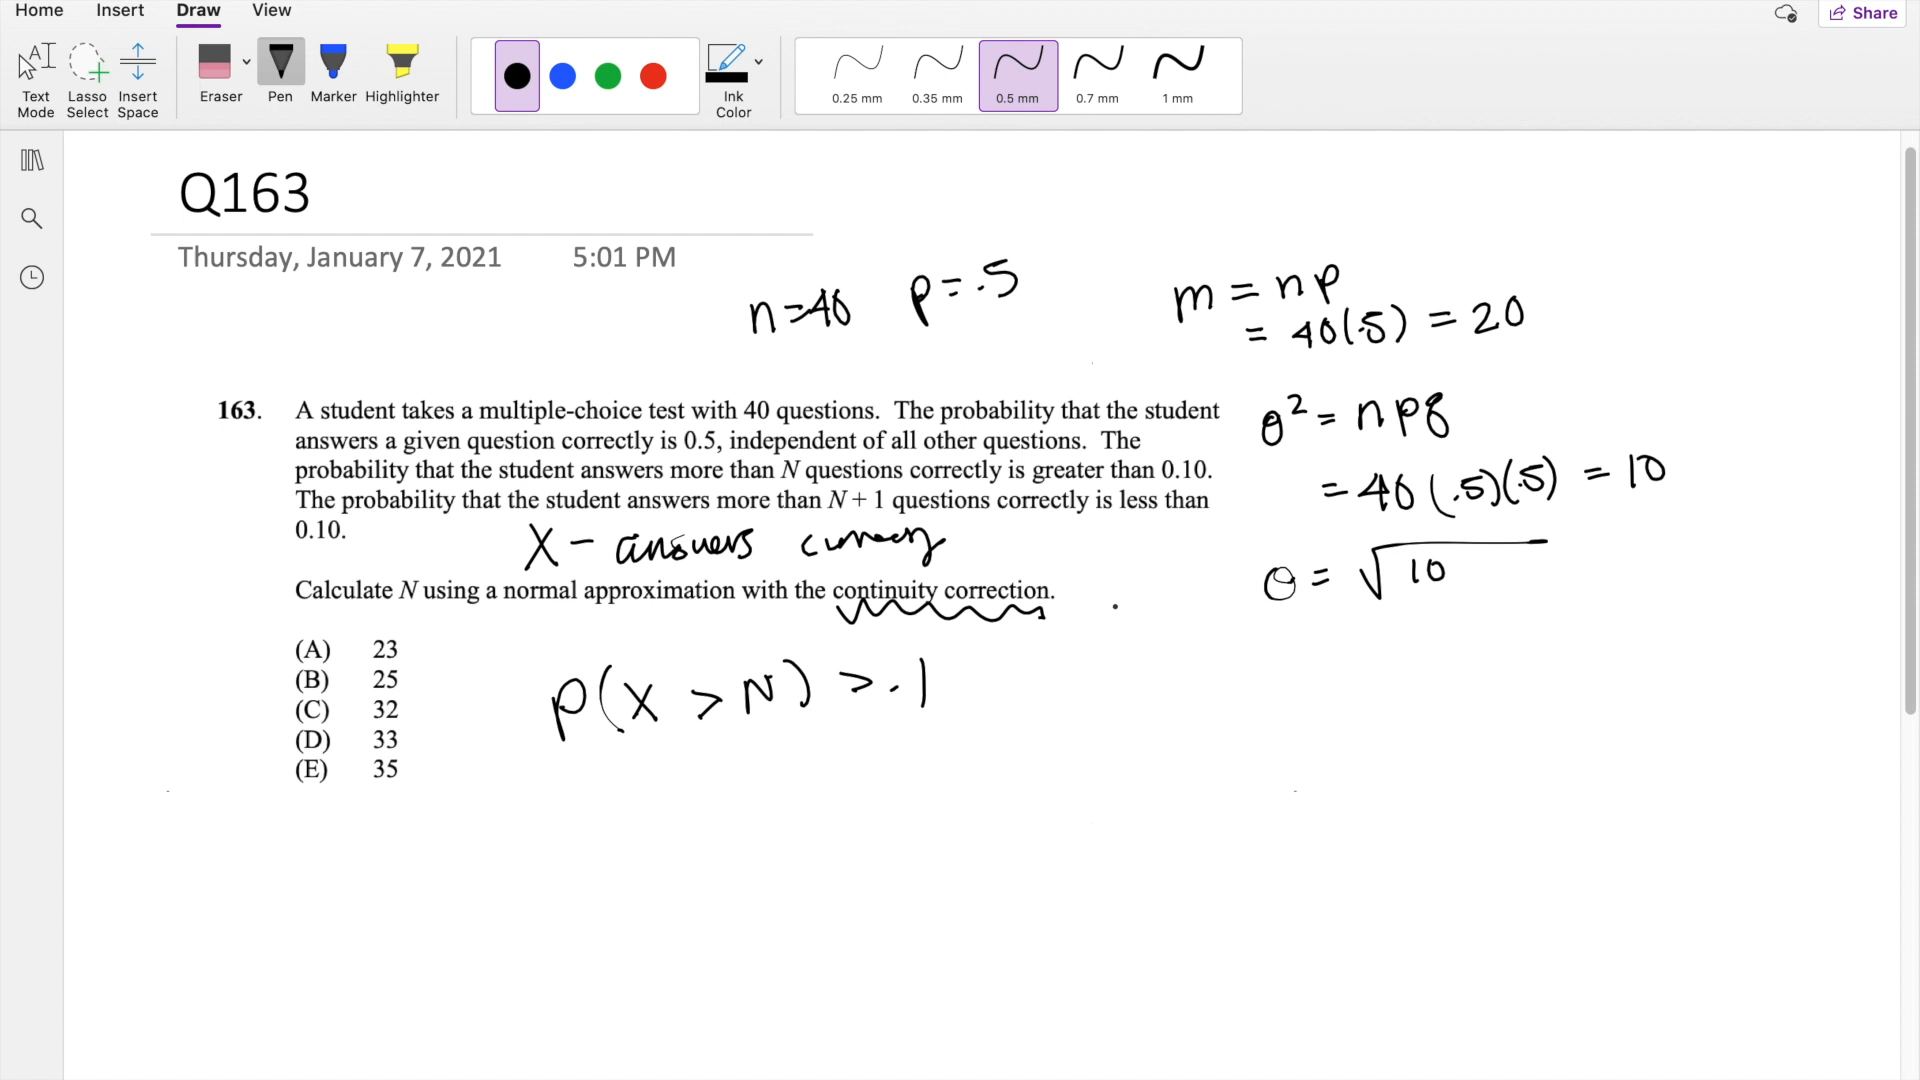 Home Insert Draw View
Share
Text Mode
Lasso Select
Insert Space
Eraser
Pen
Marker
Highlighter
Ink Color
0.25 mm
0.35 mm
0.5 mm
0.7 mm
1 mm
Q163
Thursday, January 7, 2021 5:01 PM
n=40 p=.5
m = np
= 40(.5) = 20
163. A student takes a multiple-choice test with 40 questions. The probability that the student
answers a given question correctly is 0.5, independent of all other questions. The
probability that the student answers more than N questions correctly is greater than 0.10.
The probability that the student answers more than N + 1 questions correctly is less than
0.10.
σ² = npq
= 40(.5)(.5) = 10
σ = √10
X – answers
Calculate N using a normal approximation with the continuity correction.
(A) 23
(B) 25
(C) 32
(D) 33
(E) 35
P(X > N) > .1